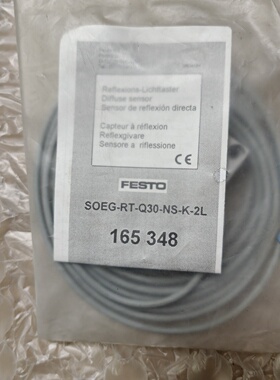 Reflexions-Lichttaster
Diffuse sensor
Sensor de reflexión directa
Capteur à réflexion
Reflexgivare
Sensore a riflessione
CE
FESTO
SOEG-RT-Q30-NS-K-2L
165 348